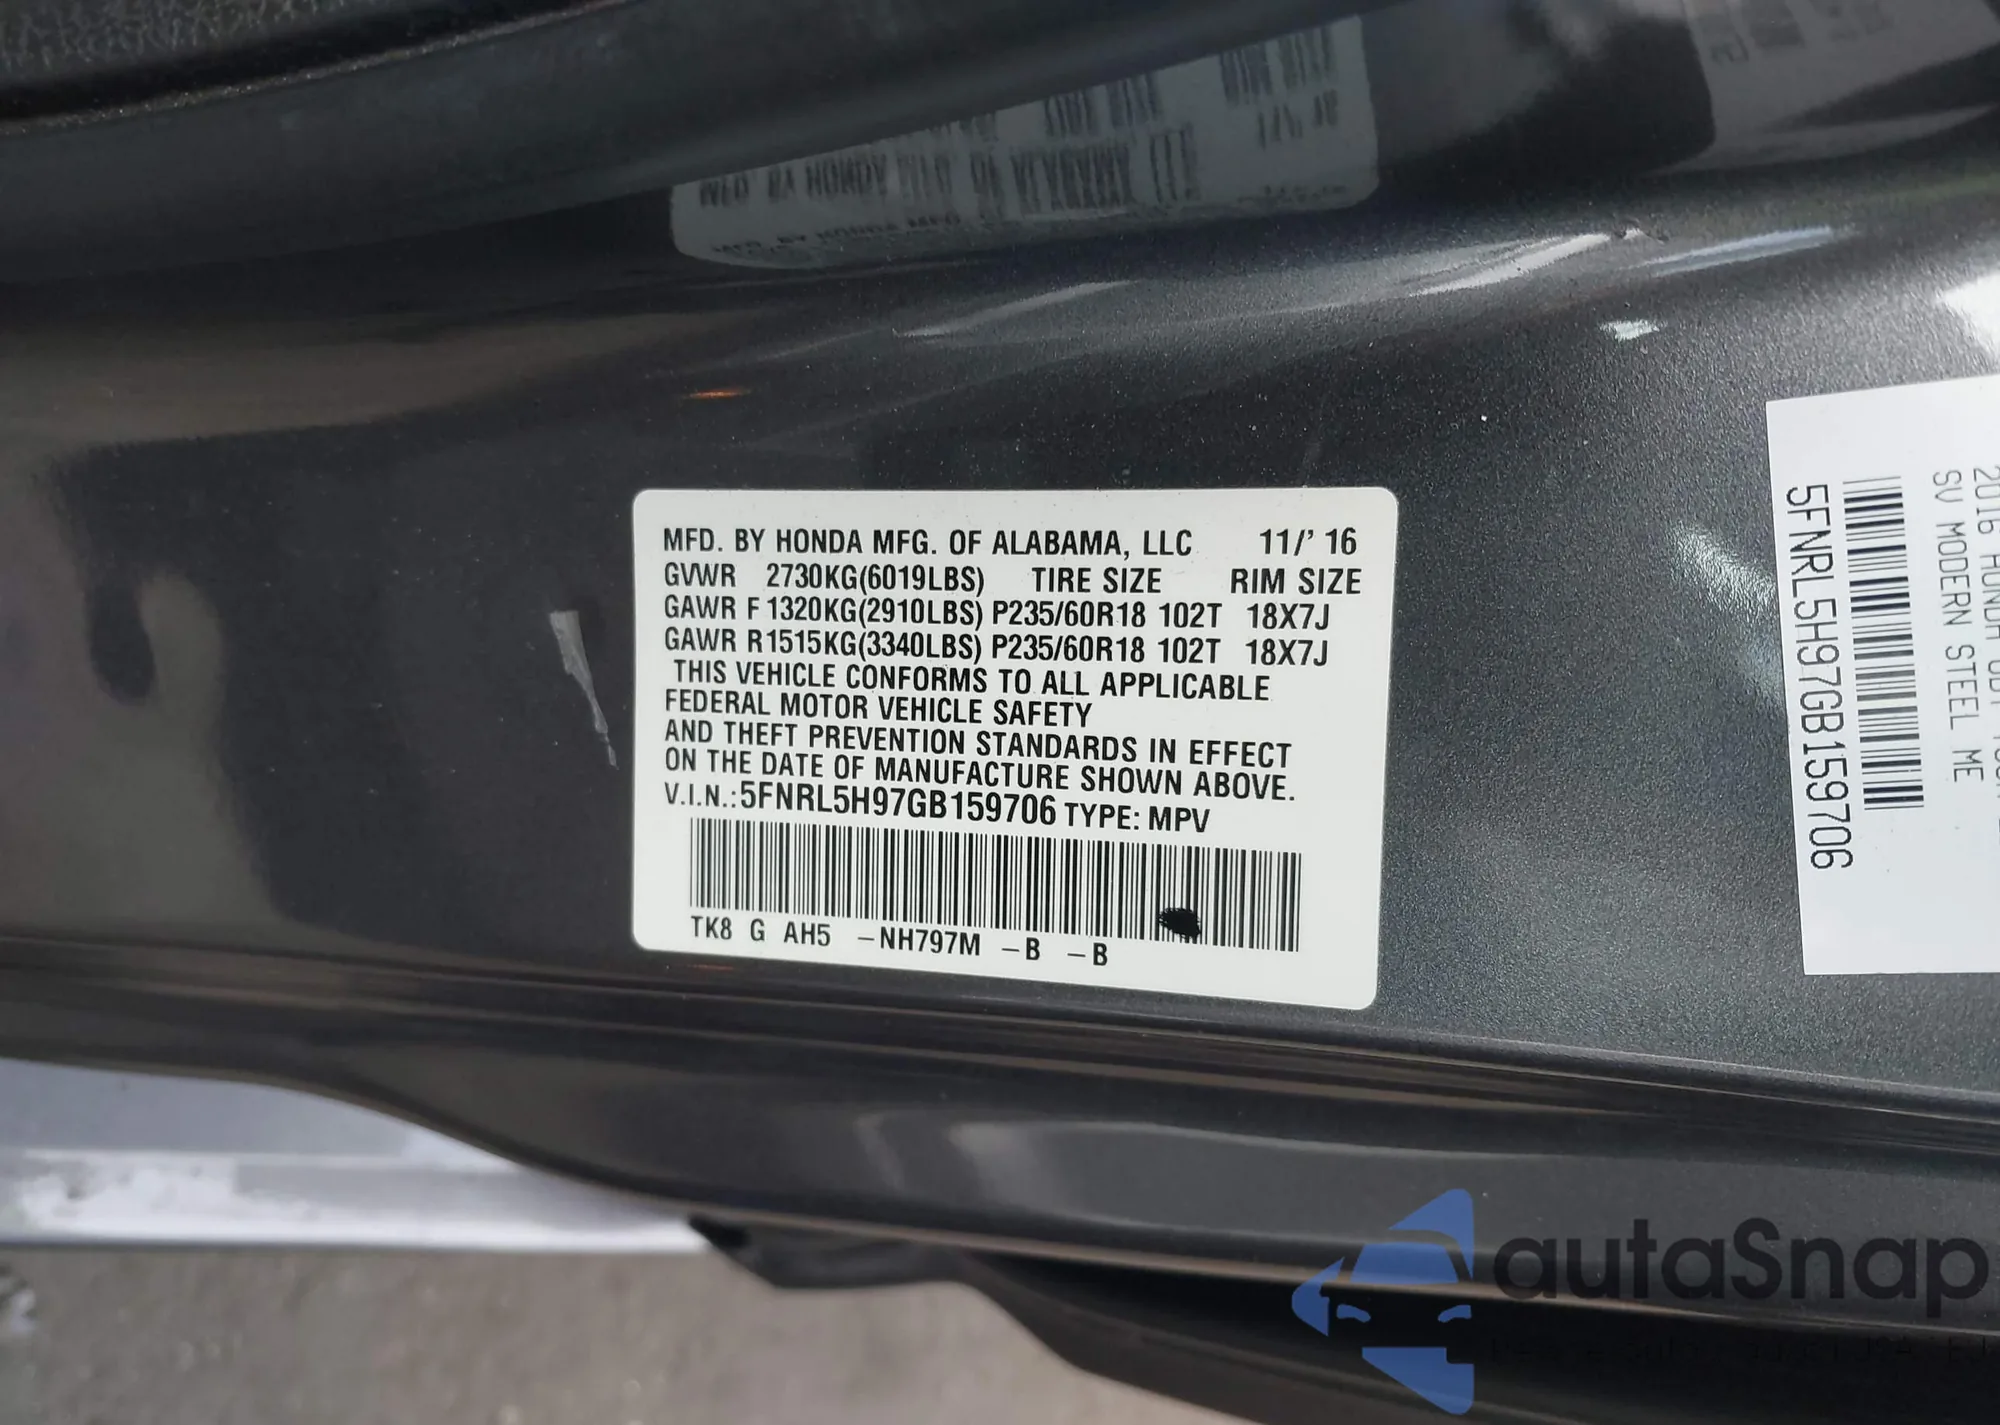 MFD. BY HONDA MFG. OF ALABAMA, LLC 11/' 16
GVWR 2730KG(6019LBS) TIRE SIZE RIM SIZE
GAWR F 1320KG(2910LBS) P235/60R18 102T 18X7J
GAWR R 1515KG(3340LBS) P235/60R18 102T 18X7J
THIS VEHICLE CONFORMS TO ALL APPLICABLE
FEDERAL MOTOR VEHICLE SAFETY
AND THEFT PREVENTION STANDARDS IN EFFECT
ON THE DATE OF MANUFACTURE SHOWN ABOVE.
V.I.N.:5FNRL5H97GB159706 TYPE: MPV
TK8 G AH5 –NH797M –B –B
2016 HONDA
SV MODERN STEEL ME
5FNRL5H97GB159706
autaSnap